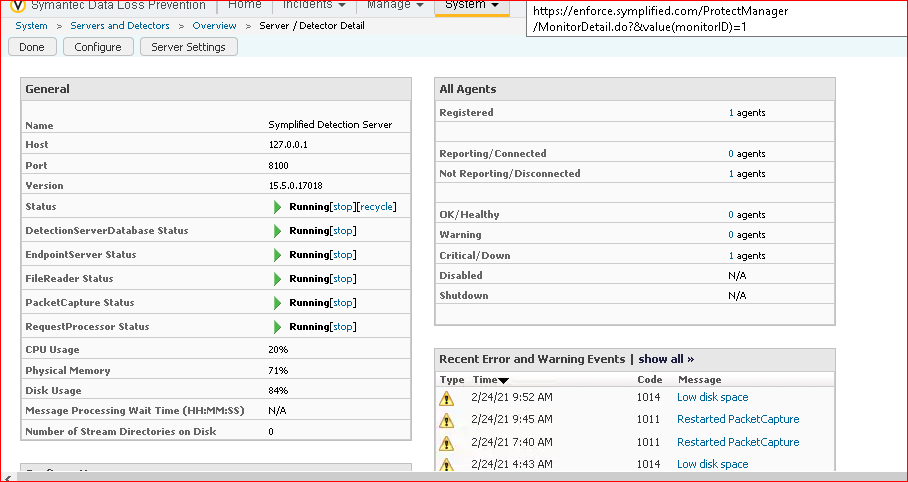 Symantec Data Loss Prevention Home Incidents Manage System
https://enforce.symplified.com/ProtectManager
/MonitorDetail.do?&value(monitorID)=1
System > Servers and Detectors > Overview > Server / Detector Detail
Done Configure Server Settings
General
Name Symplified Detection Server
Host 127.0.0.1
Port 8100
Version 15.5.0.17018
Status Running[stop][recycle]
DetectionServerDatabase Status Running[stop]
EndpointServer Status Running[stop]
FileReader Status Running[stop]
PacketCapture Status Running[stop]
RequestProcessor Status Running[stop]
CPU Usage 20%
Physical Memory 71%
Disk Usage 84%
Message Processing Wait Time (HH:MM:SS) N/A
Number of Stream Directories on Disk 0
All Agents
Registered 1 agents
Reporting/Connected 0 agents
Not Reporting/Disconnected 1 agents
OK/Healthy 0 agents
Warning 0 agents
Critical/Down 1 agents
Disabled N/A
Shutdown N/A
Recent Error and Warning Events | show all »
Type Time Code Message
2/24/21 9:52 AM 1014 Low disk space
2/24/21 9:45 AM 1011 Restarted PacketCapture
2/24/21 7:40 AM 1011 Restarted PacketCapture
2/24/21 4:43 AM 1014 Low disk space